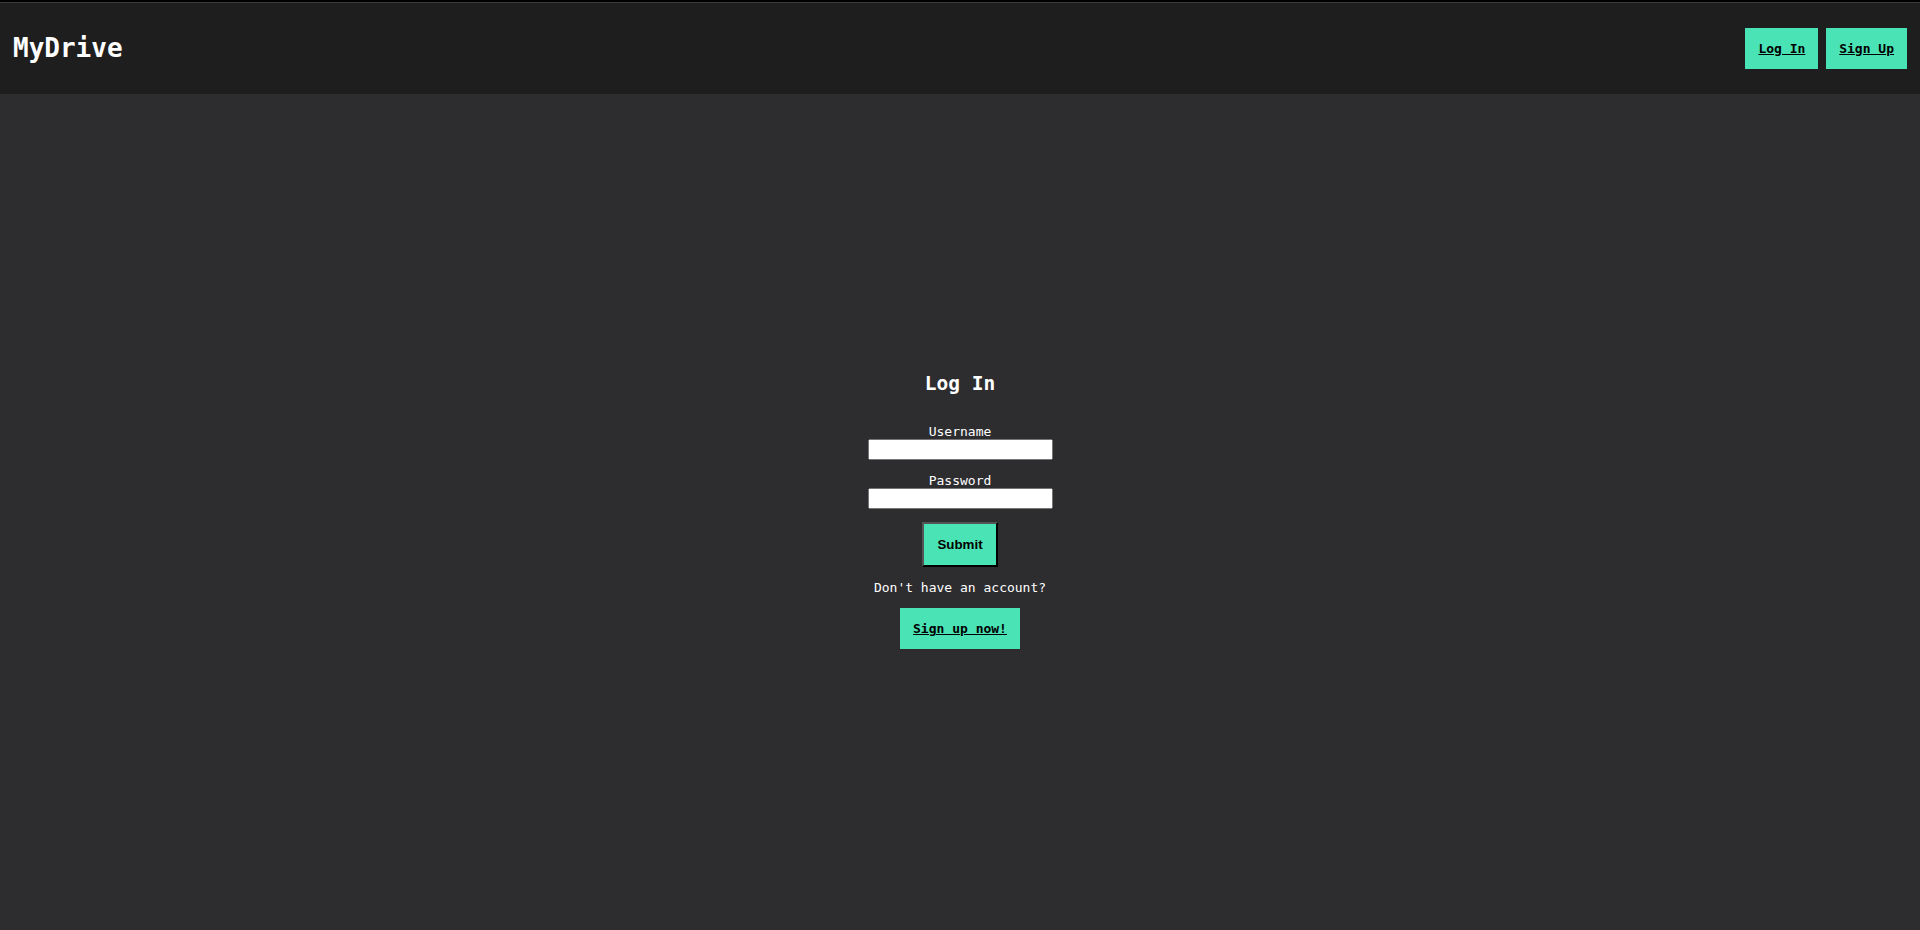 MyDrive
Log In
Sign Up
Log In
Username
Password
Submit
Don't have an account?
Sign up now!